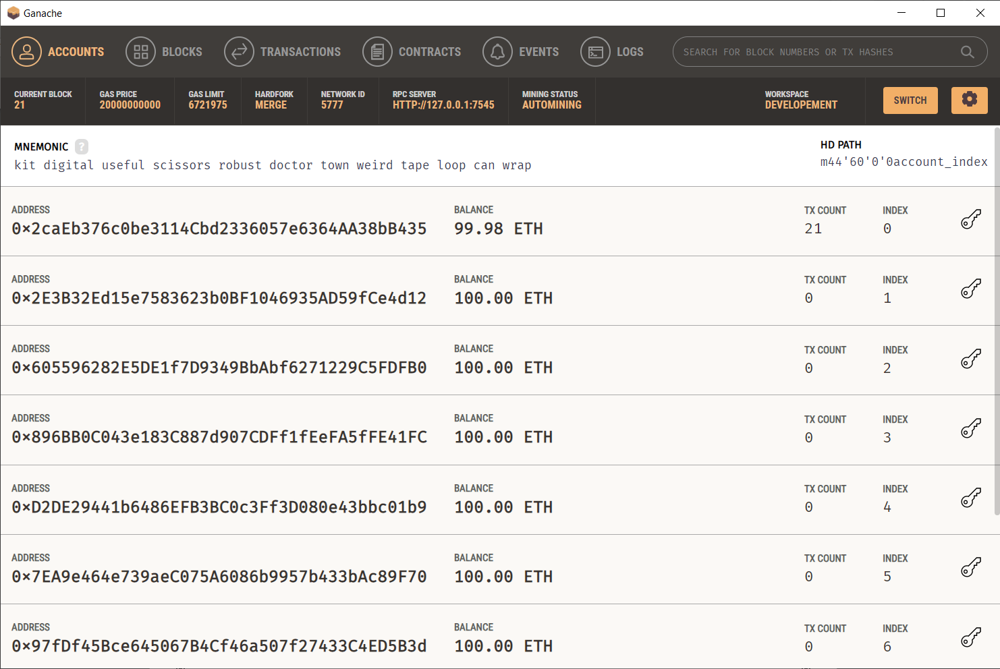 Ganache
ACCOUNTS BLOCKS TRANSACTIONS CONTRACTS EVENTS LOGS SEARCH FOR BLOCK NUMBERS OR TX HASHES
CURRENT BLOCK GAS PRICE GAS LIMIT HARDFORK NETWORK ID RPC SERVER MINING STATUS WORKSPACE
21 20000000000 6721975 MERGE 5777 HTTP://127.0.0.1:7545 AUTOMINING DEVELOPEMENT SWITCH
MNEMONIC ? HD PATH
kit digital useful scissors robust doctor town weird tape loop can wrap m44'60'0'0account_index
ADDRESS BALANCE TX COUNT INDEX
0×2caEb376c0be3114Cbd2336057e6364AA38bB435 99.98 ETH 21 0
ADDRESS BALANCE TX COUNT INDEX
0×2E3B32Ed15e7583623b0BF1046935AD59fCe4d12 100.00 ETH 0 1
ADDRESS BALANCE TX COUNT INDEX
0×605596282E5DE1f7D9349BbAbf6271229C5FDFB0 100.00 ETH 0 2
ADDRESS BALANCE TX COUNT INDEX
0×896BB0C043e183C887d907CDFf1fEeFA5fFE41FC 100.00 ETH 0 3
ADDRESS BALANCE TX COUNT INDEX
0×D2DE29441b6486EFB3BC0c3Ff3D080e43bbc01b9 100.00 ETH 0 4
ADDRESS BALANCE TX COUNT INDEX
0×7EA9e464e739aeC075A6086b9957b433bAc89F70 100.00 ETH 0 5
ADDRESS BALANCE TX COUNT INDEX
0×97fDf45Bce645067B4Cf46a507f27433C4ED5B3d 100.00 ETH 0 6